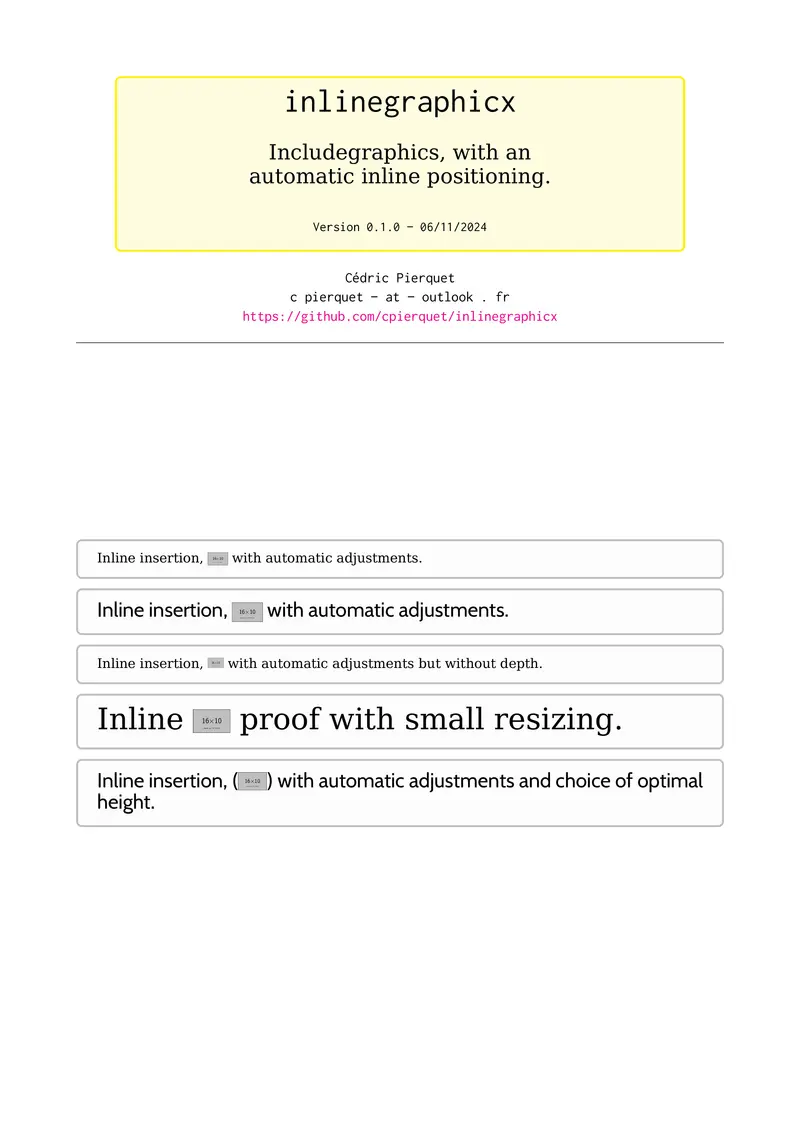 inlinegraphicx
Includegraphics, with an
automatic inline positioning.
Version 0.1.0 – 06/11/2024
Cédric Pierquet
c pierquet – at – outlook . fr
https://github.com/cpierquet/inlinegraphicx
Inline insertion, 16×10 with automatic adjustments.
Inline insertion, 16×10 with automatic adjustments.
Inline insertion, 16×10 with automatic adjustments but without depth.
Inline 16×10 proof with small resizing.
Inline insertion, (16×10) with automatic adjustments and choice of optimal
height.